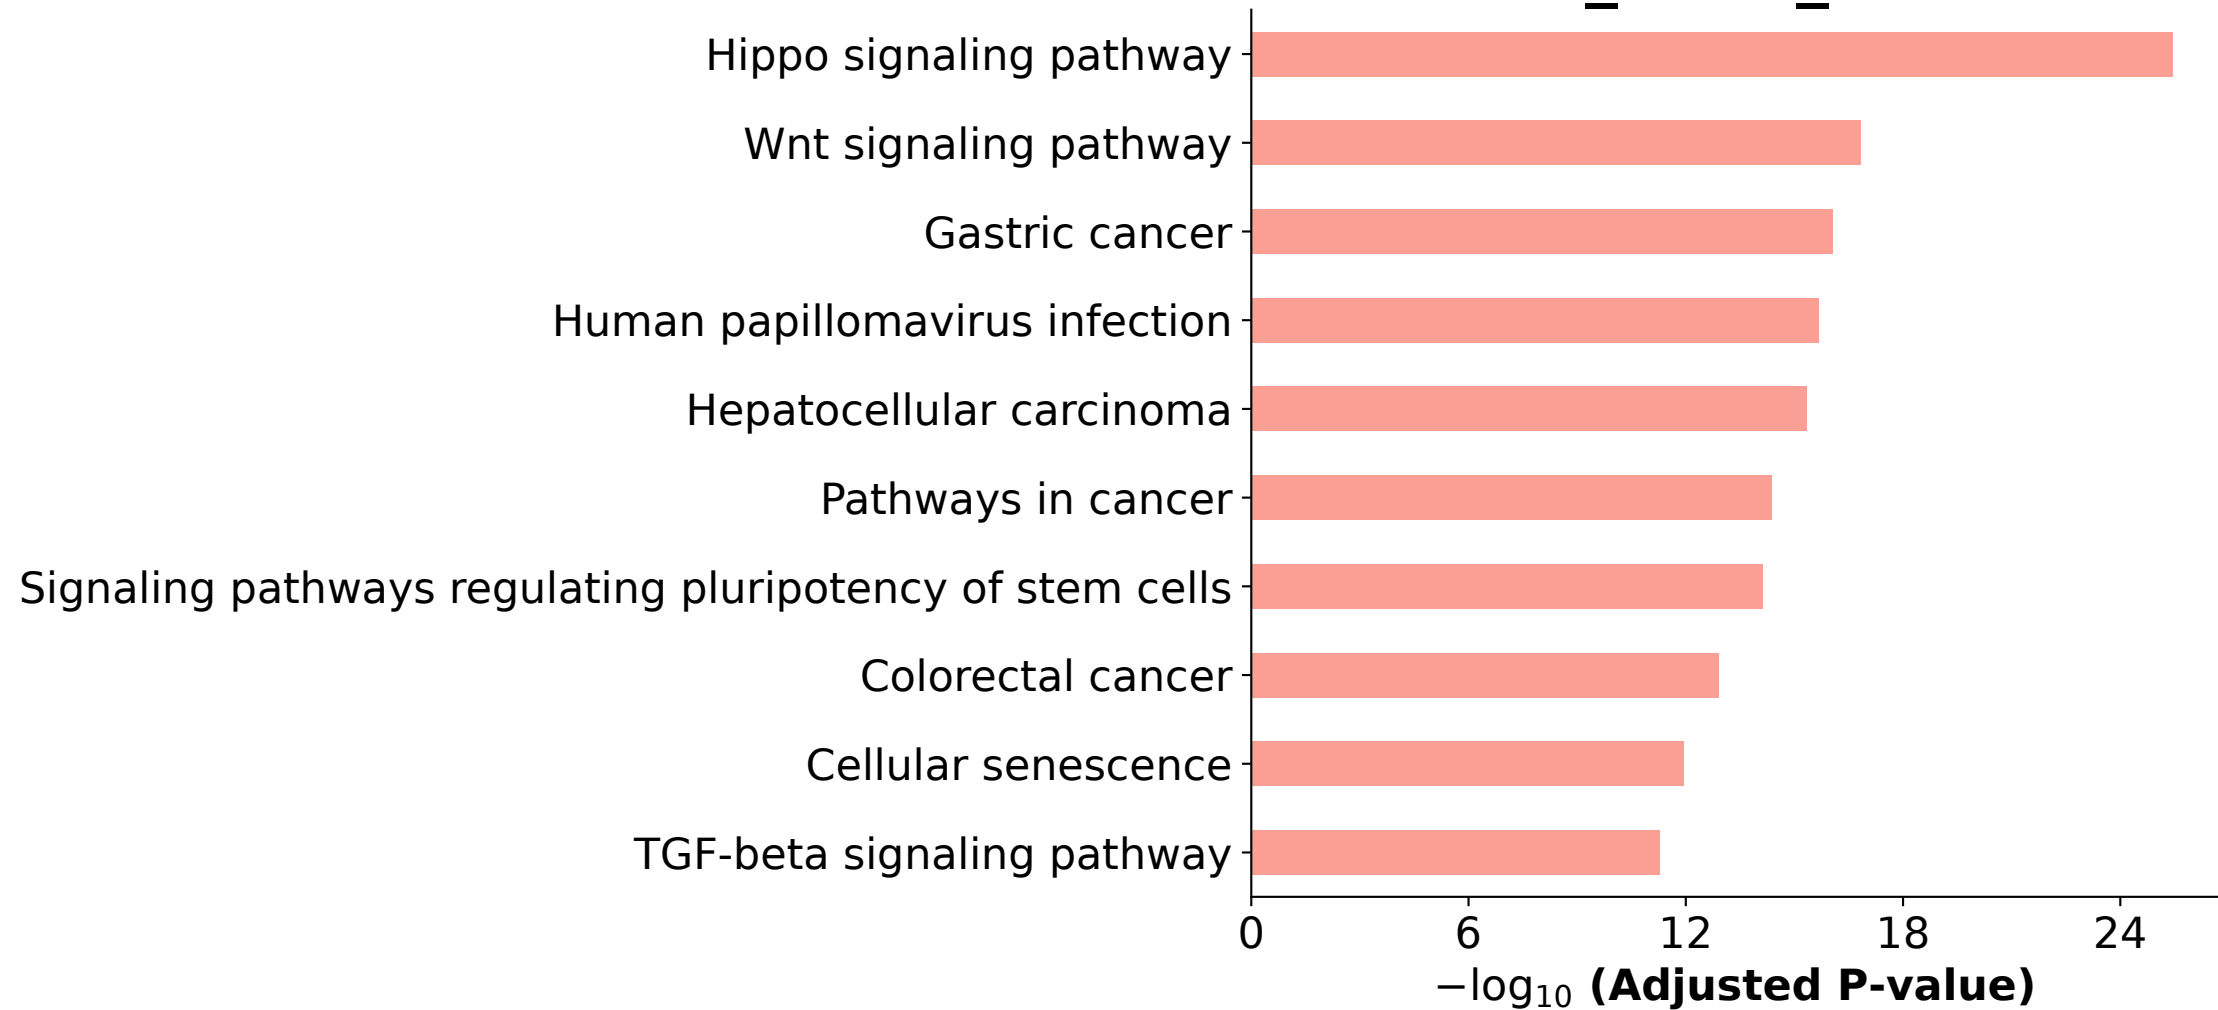 Hippo signaling pathway
Wnt signaling pathway
Gastric cancer
Human papillomavirus infection
Hepatocellular carcinoma
Pathways in cancer
Signaling pathways regulating pluripotency of stem cells
Colorectal cancer
Cellular senescence
TGF-beta signaling pathway
0 6 12 18 24
−log₁₀ (Adjusted P-value)